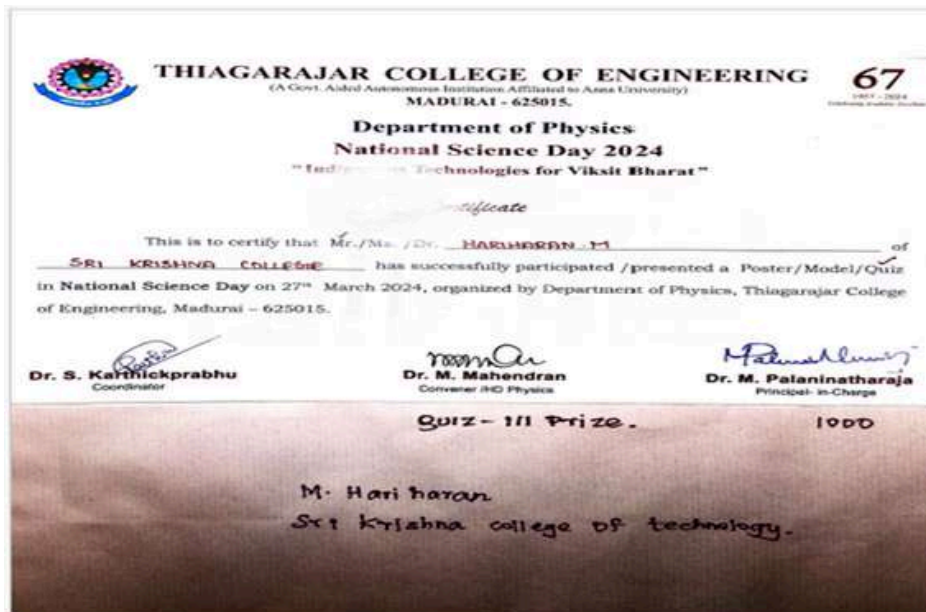 THIAGARAJAR COLLEGE OF ENGINEERING
(A Govt. Aided Autonomous Institution Affiliated to Anna University)
MADURAI - 625015.
67
1957 - 2024
Department of Physics
National Science Day 2024
Technologies for Viksit Bharat"
This is to certify that Mr./Ms./Dr. HARIHARAN.M of
SRI KRISHNA COLLEGE has successfully participated /presented a Poster/Model/Quiz
in National Science Day on 27th March 2024, organized by Department of Physics, Thiagarajar College
of Engineering, Madurai – 625015.
Dr. S. Karthickprabhu
Coordinator
Dr. M. Mahendran
Convener /HD Physics
Dr. M. Palaninatharaja
Principal- in-Charge
Quiz - III Prize. 1000
M. Hariharan
Sri Krishna college of technology.